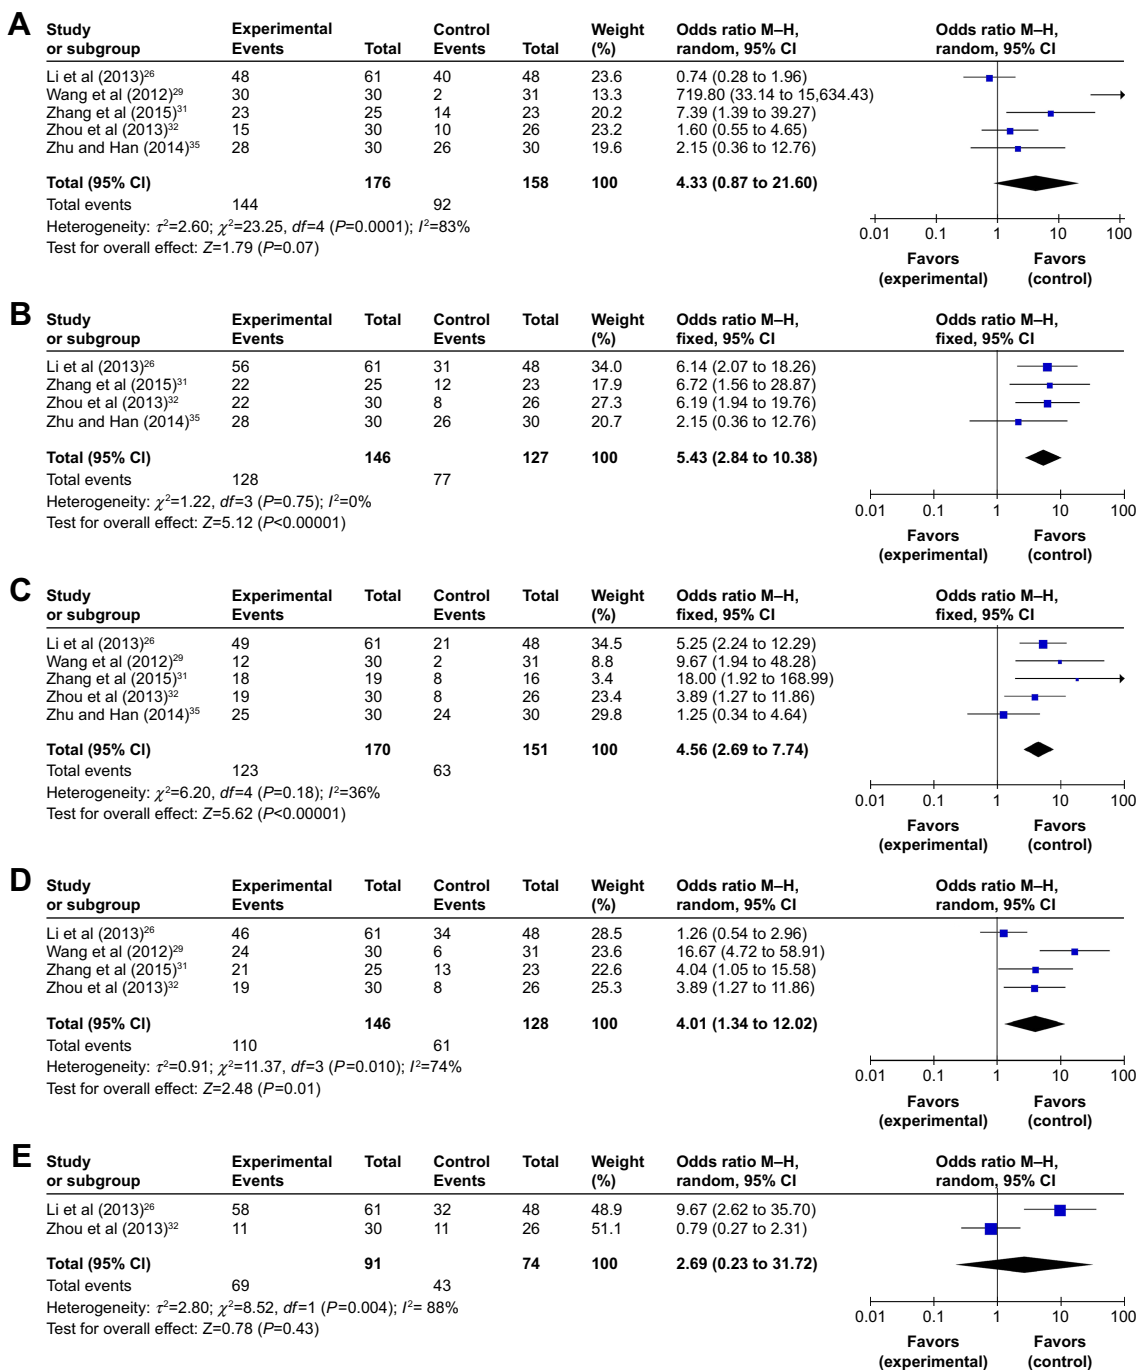 A
Study Experimental Control Weight Odds ratio M–H, Odds ratio M–H,
or subgroup Events Total Events Total (%) random, 95% CI random, 95% CI
Li et al (2013)26 48 61 40 48 23.6 0.74 (0.28 to 1.96)
Wang et al (2012)29 30 30 2 31 13.3 719.80 (33.14 to 15,634.43)
Zhang et al (2015)31 23 25 14 23 20.2 7.39 (1.39 to 39.27)
Zhou et al (2013)32 15 30 10 26 23.2 1.60 (0.55 to 4.65)
Zhu and Han (2014)35 28 30 26 30 19.6 2.15 (0.36 to 12.76)
Total (95% CI) 176 158 100 4.33 (0.87 to 21.60)
Total events 144 92
Heterogeneity: τ²=2.60; χ²=23.25, df=4 (P=0.0001); I²=83%
Test for overall effect: Z=1.79 (P=0.07)
0.01 0.1 1 10 100
Favors Favors
(experimental) (control)
B
Study Experimental Total Control Total Weight Odds ratio M–H, Odds ratio M–H,
or subgroup Events Events (%) fixed, 95% CI fixed, 95% CI
Li et al (2013)26 56 61 31 48 34.0 6.14 (2.07 to 18.26)
Zhang et al (2015)31 22 25 12 23 17.9 6.72 (1.56 to 28.87)
Zhou et al (2013)32 22 30 8 26 27.3 6.19 (1.94 to 19.76)
Zhu and Han (2014)35 28 30 26 30 20.7 2.15 (0.36 to 12.76)
Total (95% CI) 146 127 100 5.43 (2.84 to 10.38)
Total events 128 77
Heterogeneity: χ²=1.22, df=3 (P=0.75); I²=0%
Test for overall effect: Z=5.12 (P<0.00001)
0.01 0.1 1 10 100
Favors Favors
(experimental) (control)
C
Study Experimental Total Control Total Weight Odds ratio M–H, Odds ratio M–H,
or subgroup Events Events (%) fixed, 95% CI fixed, 95% CI
Li et al (2013)26 49 61 21 48 34.5 5.25 (2.24 to 12.29)
Wang et al (2012)29 12 30 2 31 8.8 9.67 (1.94 to 48.28)
Zhang et al (2015)31 18 19 8 16 3.4 18.00 (1.92 to 168.99)
Zhou et al (2013)32 19 30 8 26 23.4 3.89 (1.27 to 11.86)
Zhu and Han (2014)35 25 30 24 30 29.8 1.25 (0.34 to 4.64)
Total (95% CI) 170 151 100 4.56 (2.69 to 7.74)
Total events 123 63
Heterogeneity: χ²=6.20, df=4 (P=0.18); I²=36%
Test for overall effect: Z=5.62 (P<0.00001)
0.01 0.1 1 10 100
Favors Favors
(experimental) (control)
D
Study Experimental Total Control Total Weight Odds ratio M–H, Odds ratio M–H,
or subgroup Events Events (%) random, 95% CI random, 95% CI
Li et al (2013)26 46 61 34 48 28.5 1.26 (0.54 to 2.96)
Wang et al (2012)29 24 30 6 31 23.6 16.67 (4.72 to 58.91)
Zhang et al (2015)31 21 25 13 23 22.6 4.04 (1.05 to 15.58)
Zhou et al (2013)32 19 30 8 26 25.3 3.89 (1.27 to 11.86)
Total (95% CI) 146 128 100 4.01 (1.34 to 12.02)
Total events 110 61
Heterogeneity: τ²=0.91; χ²=11.37, df=3 (P=0.010); I²=74%
Test for overall effect: Z=2.48 (P=0.01)
0.01 0.1 1 10 100
Favors Favors
(experimental) (control)
E
Study Experimental Total Control Total Weight Odds ratio M–H, Odds ratio M–H,
or subgroup Events Events (%) random, 95% CI random, 95% CI
Li et al (2013)26 58 61 32 48 48.9 9.67 (2.62 to 35.70)
Zhou et al (2013)32 11 30 11 26 51.1 0.79 (0.27 to 2.31)
Total (95% CI) 91 74 100 2.69 (0.23 to 31.72)
Total events 69 43
Heterogeneity: τ²=2.80; χ²=8.52, df=1 (P=0.004); I²= 88%
Test for overall effect: Z=0.78 (P=0.43)
0.01 0.1 1 10 100
Favors Favors
(experimental) (control)